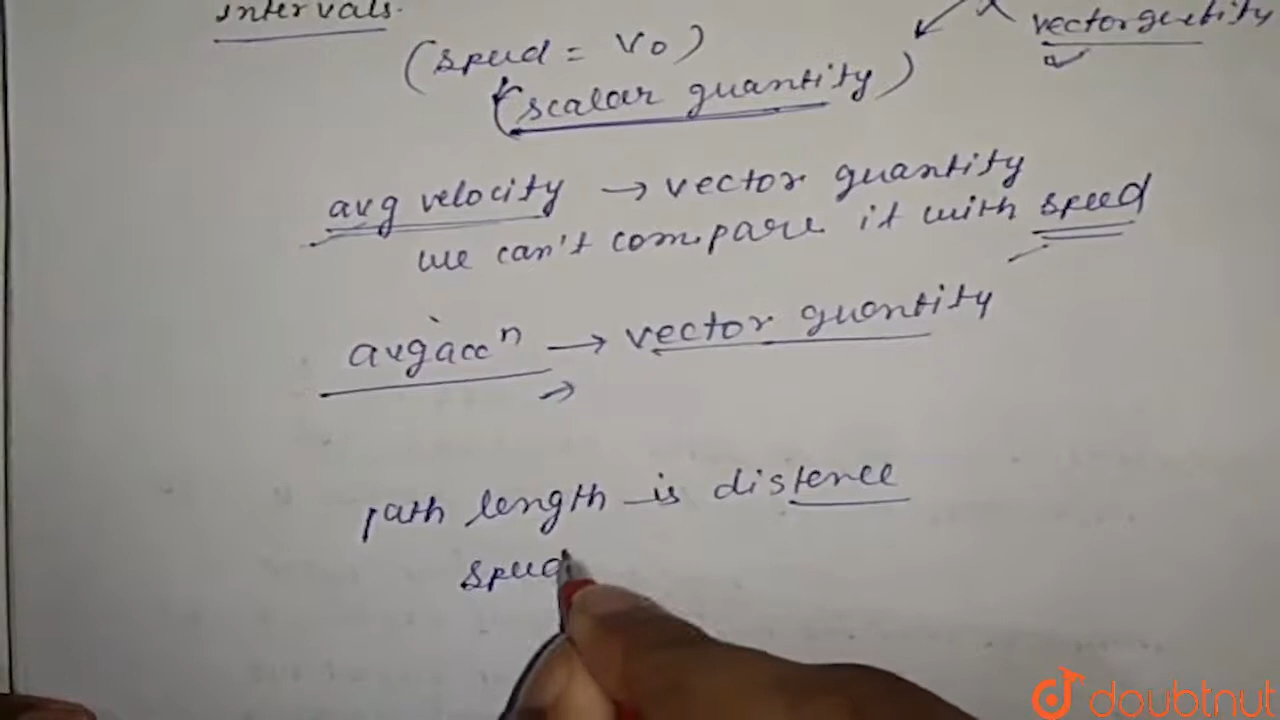 intervals.
vector quetity
(speed = v0)
(scalar quantity)
avg velocity → vector quantity
we can't compare it with speed
avg accⁿ → vector quantity
→
path length is distence
speed
doubtnut